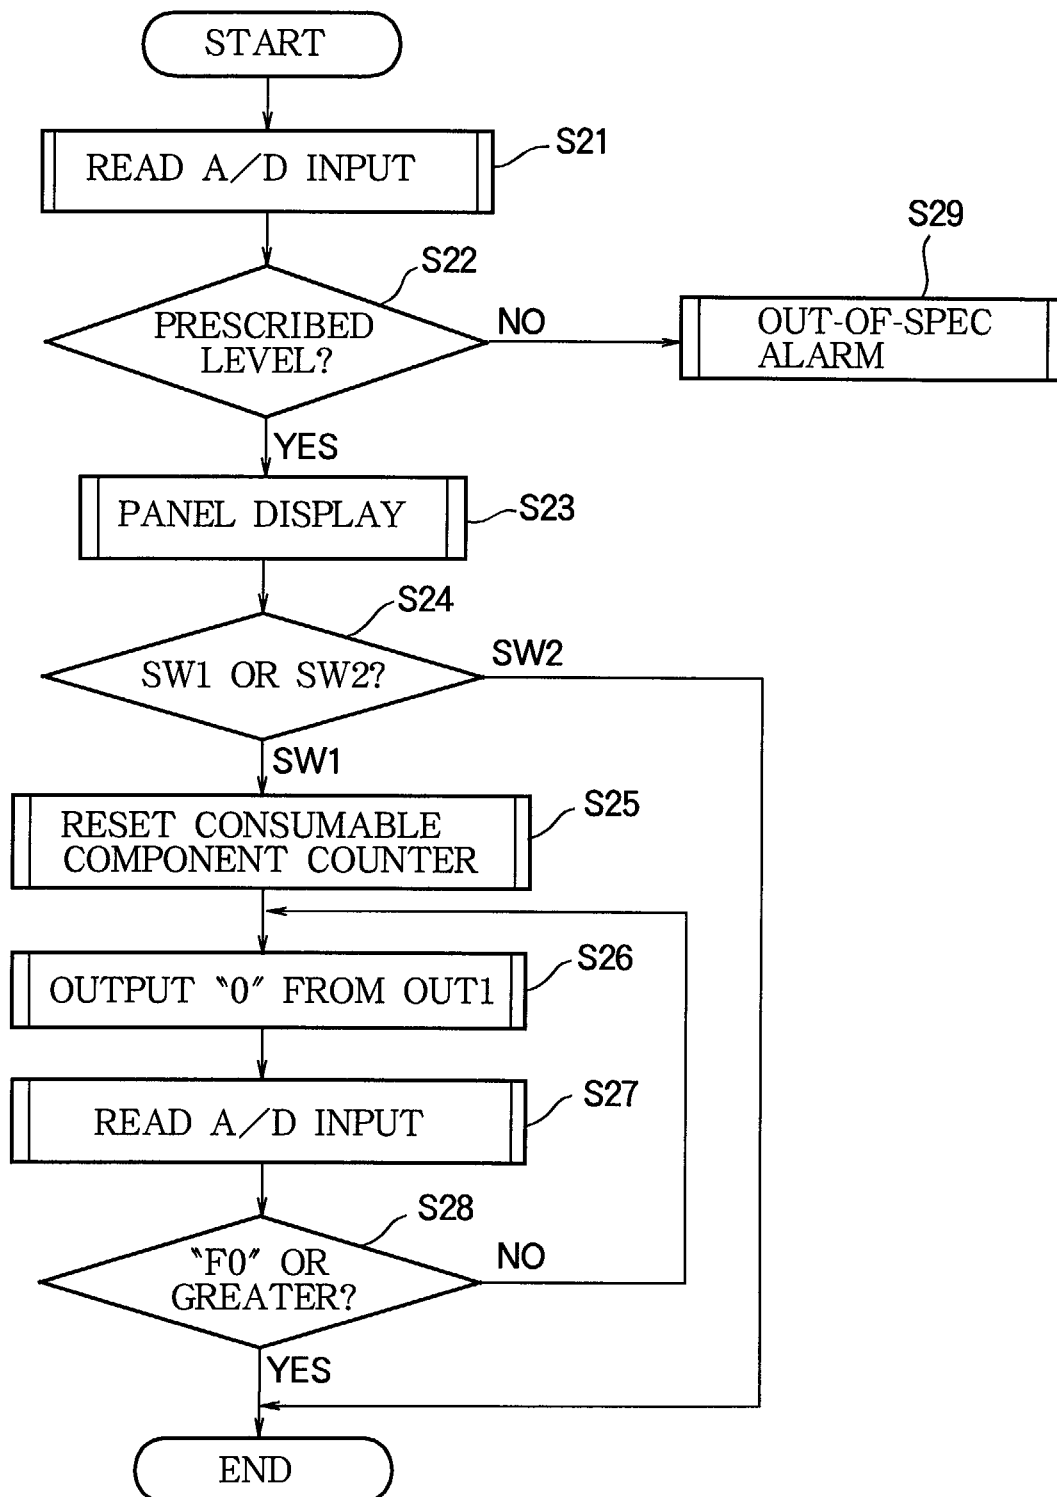 START
READ A/D INPUT
S21
S29
S22
PRESCRIBED
LEVEL?
NO
OUT-OF-SPEC
ALARM
YES
PANEL DISPLAY
S23
S24
SW1 OR SW2?
SW2
SW1
S25
RESET CONSUMABLE
COMPONENT COUNTER
S26
OUTPUT "0" FROM OUT1
S27
READ A/D INPUT
S28
"F0" OR
GREATER?
NO
YES
END